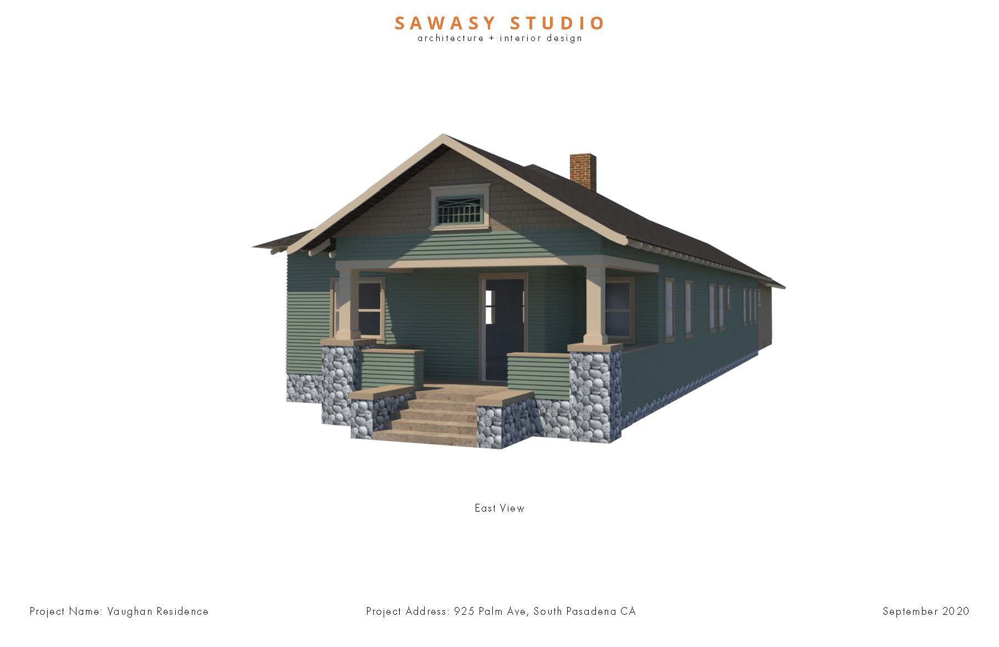 SAWASY STUDIO
architecture + interior design
East View
Project Name: Vaughan Residence
Project Address: 925 Palm Ave, South Pasadena CA
September 2020